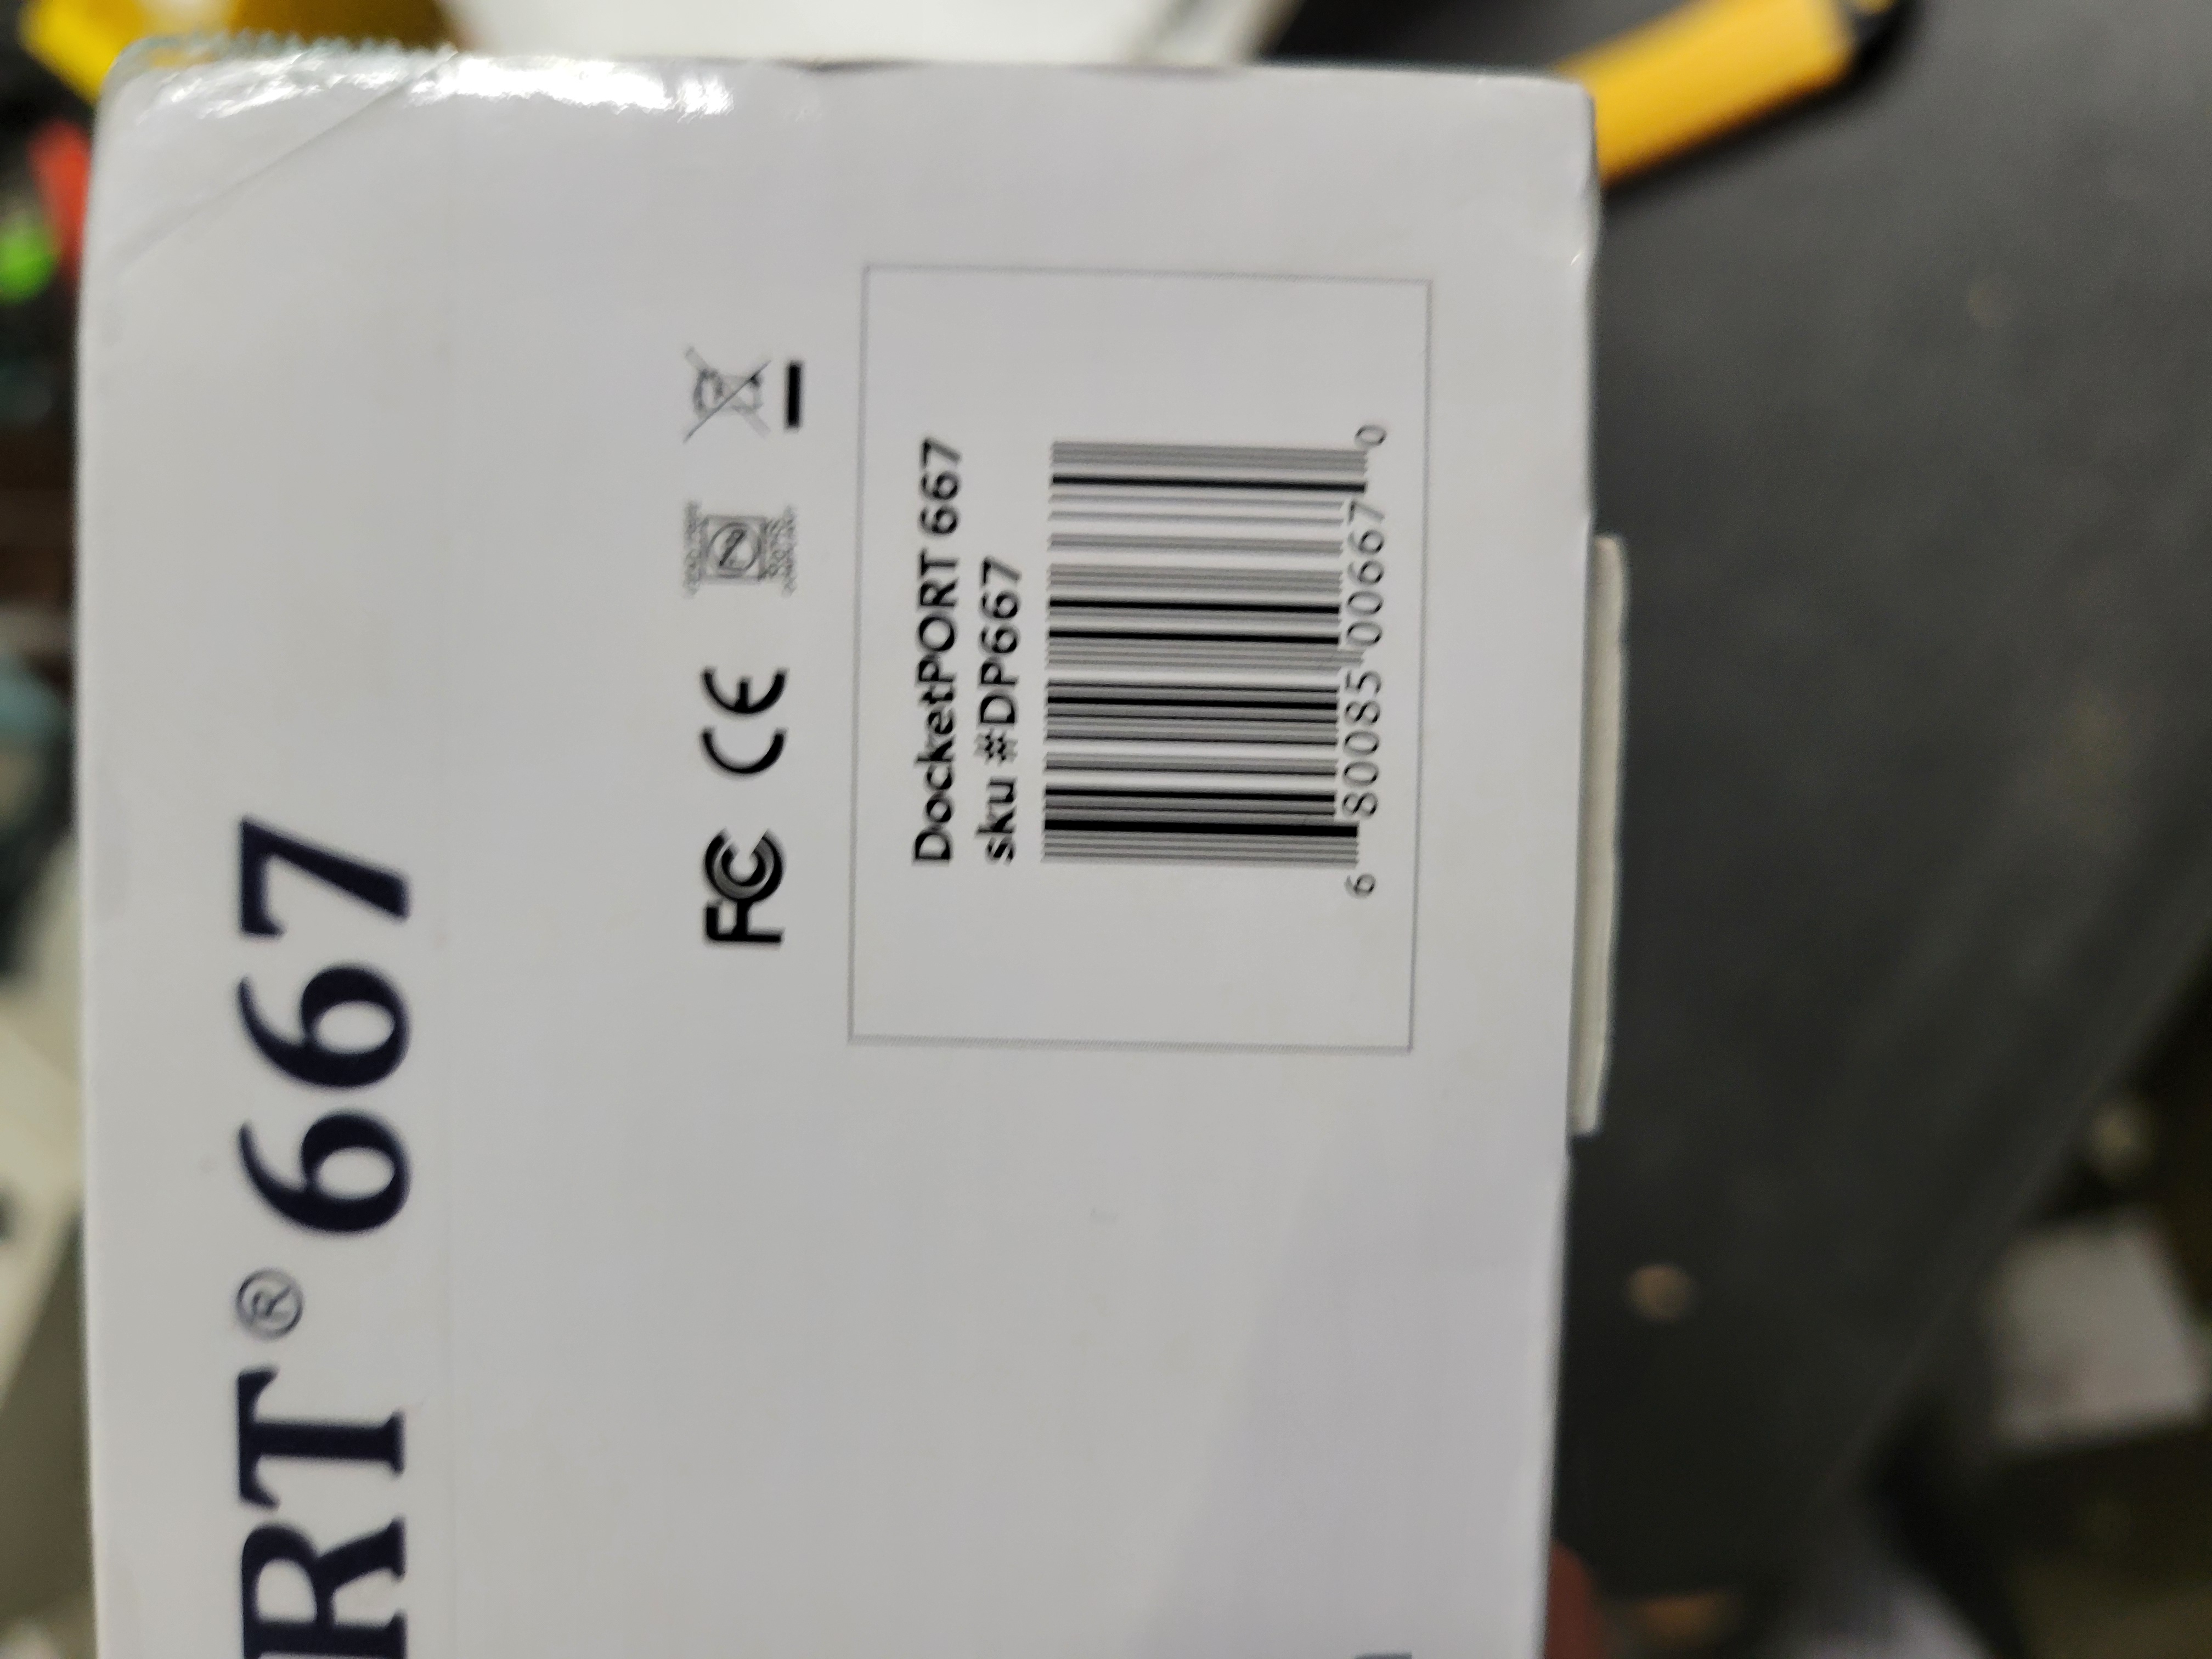 RT® 667
FC CE
DocketPORT 667
sku #DP667
6 80085 00667 0